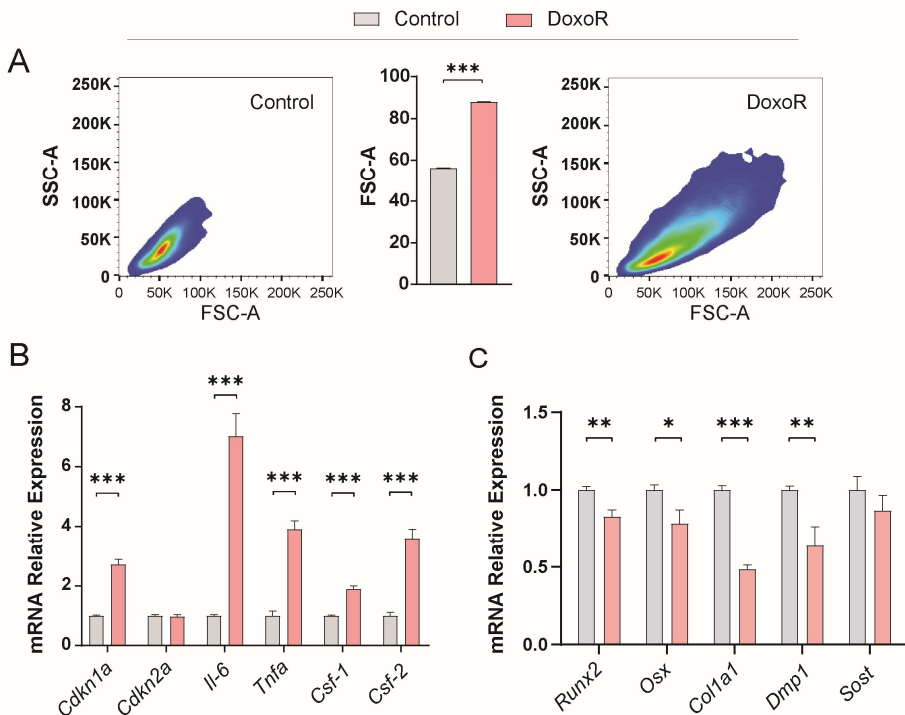 Control DoxoR
A
250K
200K
150K
100K
50K
0
SSC-A
Control
0 50K 100K 150K 200K 250K
FSC-A
100
80
60
40
20
0
FSC-A
***
250K
200K
150K
100K
50K
0
SSC-A
DoxoR
0 50K 100K 150K 200K 250K
FSC-A
B
mRNA Relative Expression
8
6
4
2
0
*** *** *** *** ***
Cdkn1a Cdkn2a Il-6 Tnfa Csf-1 Csf-2
C
mRNA Relative Expression
1.5
1.0
0.5
0.0
** * *** **
Runx2 Osx Col1a1 Dmp1 Sost